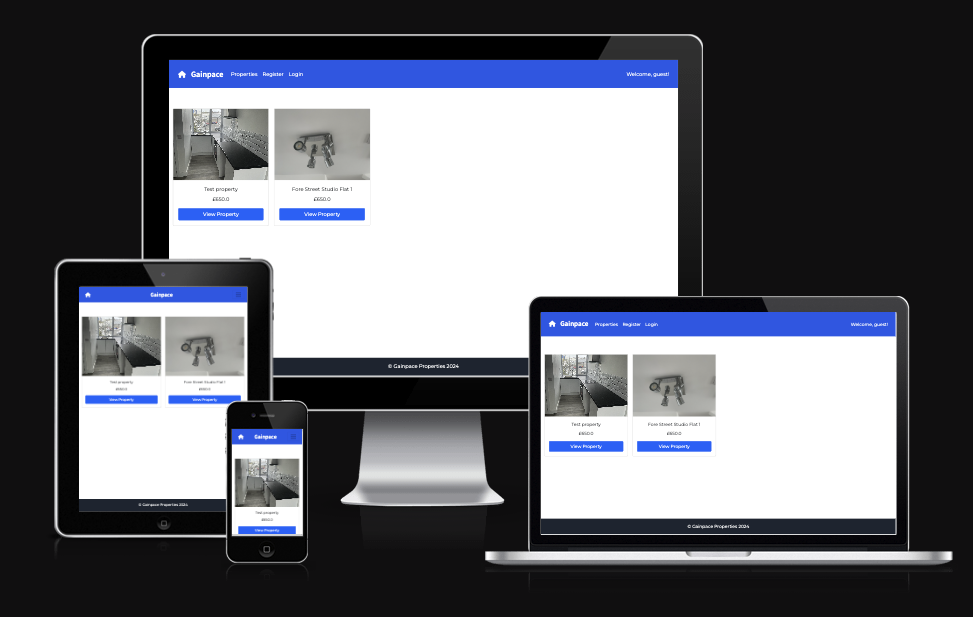 Gainpace Properties Register Login Welcome, guest!
Test property
£650.0
View Property
Fore Street Studio Flat 1
£650.0
View Property
© Gainpace Properties 2024
Gainpace
Test property
£650.0
View Property
Fore Street Studio Flat 1
£650.0
View Property
© Gainpace Properties 2024
Gainpace
Test property
£650.0
View Property
Gainpace Properties Register Login Welcome, guest!
Test property
£650.0
View Property
Fore Street Studio Flat 1
£650.0
View Property
© Gainpace Properties 2024